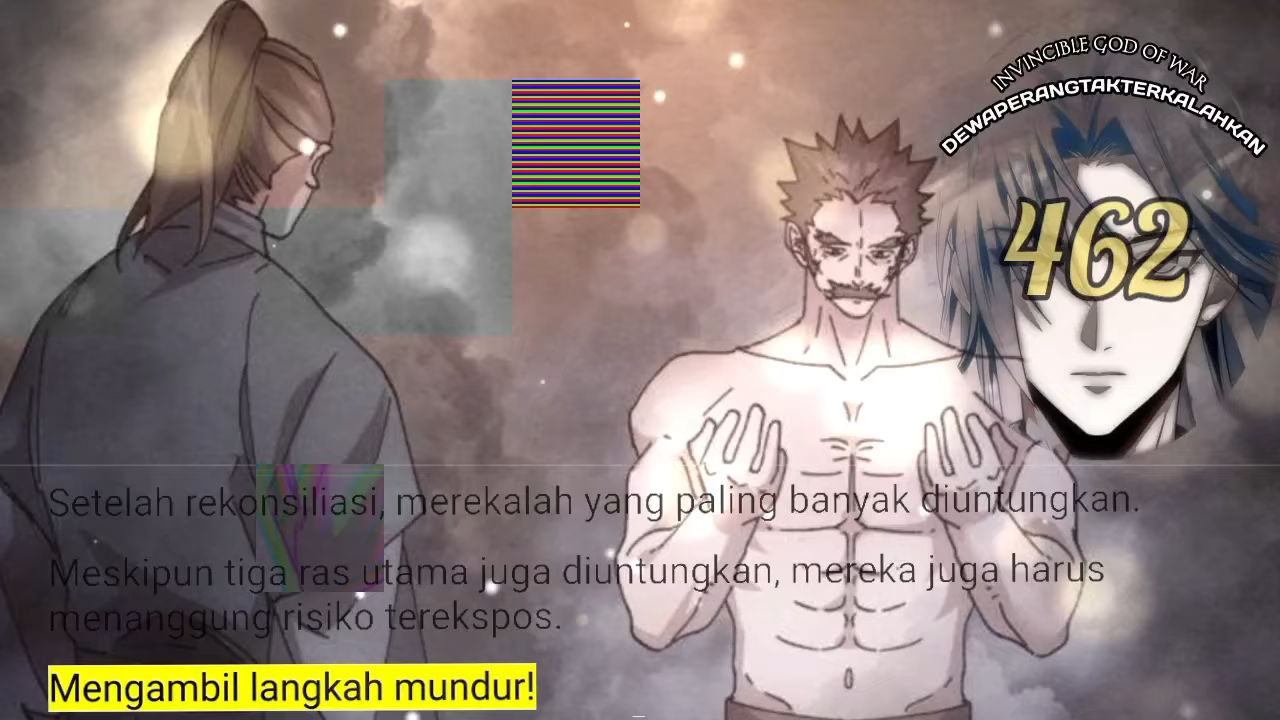 INVINCIBLE GOD OF WAR
DEWAPERANGTAKTERKALAHKAN
462
Setelah rekonsiliasi, merekalah yang paling banyak diuntungkan.
Meskipun tiga ras utama juga diuntungkan, mereka juga harus
menanggung risiko terekspos.
Mengambil langkah mundur!